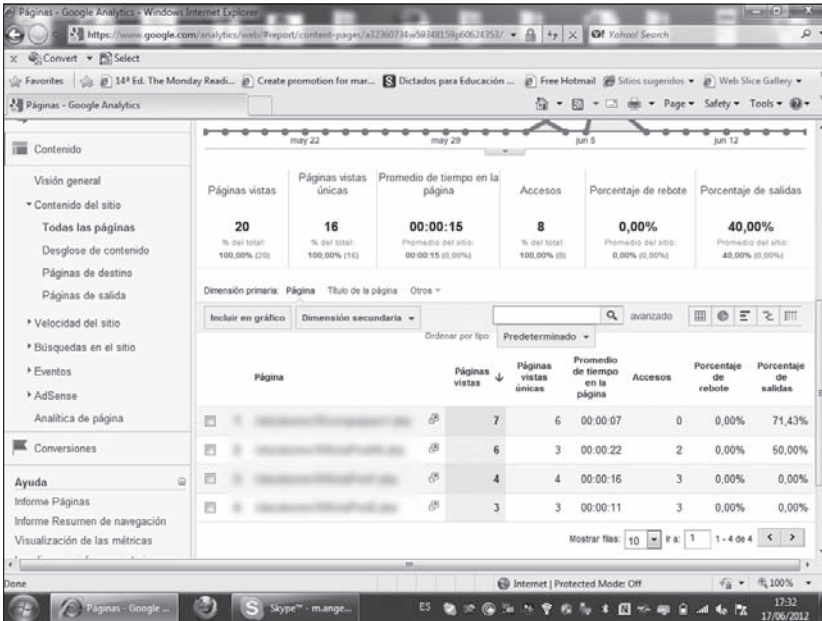 Páginas - Google Analytics - Windows Internet Explorer
https://www.google.com/analytics/web/#report/content-pages/a32360734w59348159p60624353/
Yahoo! Search
x Convert Select
Favorites 14ª Ed. The Monday Readi... Create promotion for mar... Dictados para Educación ... Free Hotmail Sitios sugeridos Web Slice Gallery
Páginas - Google Analytics
Page Safety Tools
Contenido
Visión general
Contenido del sitio
Todas las páginas
Desglose de contenido
Páginas de destino
Páginas de salida
Velocidad del sitio
Búsquedas en el sitio
Eventos
AdSense
Analítica de página
Conversiones
Ayuda
Informe Páginas
Informe Resumen de navegación
Visualización de las métricas
may 22 may 29 jun 5 jun 12
Páginas vistas
20
% del total:
100,00% (20)
Páginas vistas únicas
16
% del total:
100,00% (16)
Promedio de tiempo en la página
00:00:15
Promedio del sitio:
00:00:15 (0,00%)
Accesos
8
% del total:
100,00% (8)
Porcentaje de rebote
0,00%
Promedio del sitio:
0,00% (0,00%)
Porcentaje de salidas
40,00%
Promedio del sitio:
40,00% (0,00%)
Dimensión primaria: Página Título de la página Otros
Incluir en gráfico Dimensión secundaria avanzado
Ordenar por tipo: Predeterminado
Página Páginas vistas Páginas vistas únicas Promedio de tiempo en la página Accesos Porcentaje de rebote Porcentaje de salidas
7 6 00:00:07 0 0,00% 71,43%
6 3 00:00:22 2 0,00% 50,00%
4 4 00:00:16 3 0,00% 0,00%
3 3 00:00:11 3 0,00% 0,00%
Mostrar filas: 10 Ir a: 1 1 - 4 de 4
Done Internet | Protected Mode: Off 100%
Páginas - Google ... Skype™ - m.ange... ES 17:32
17/06/2012